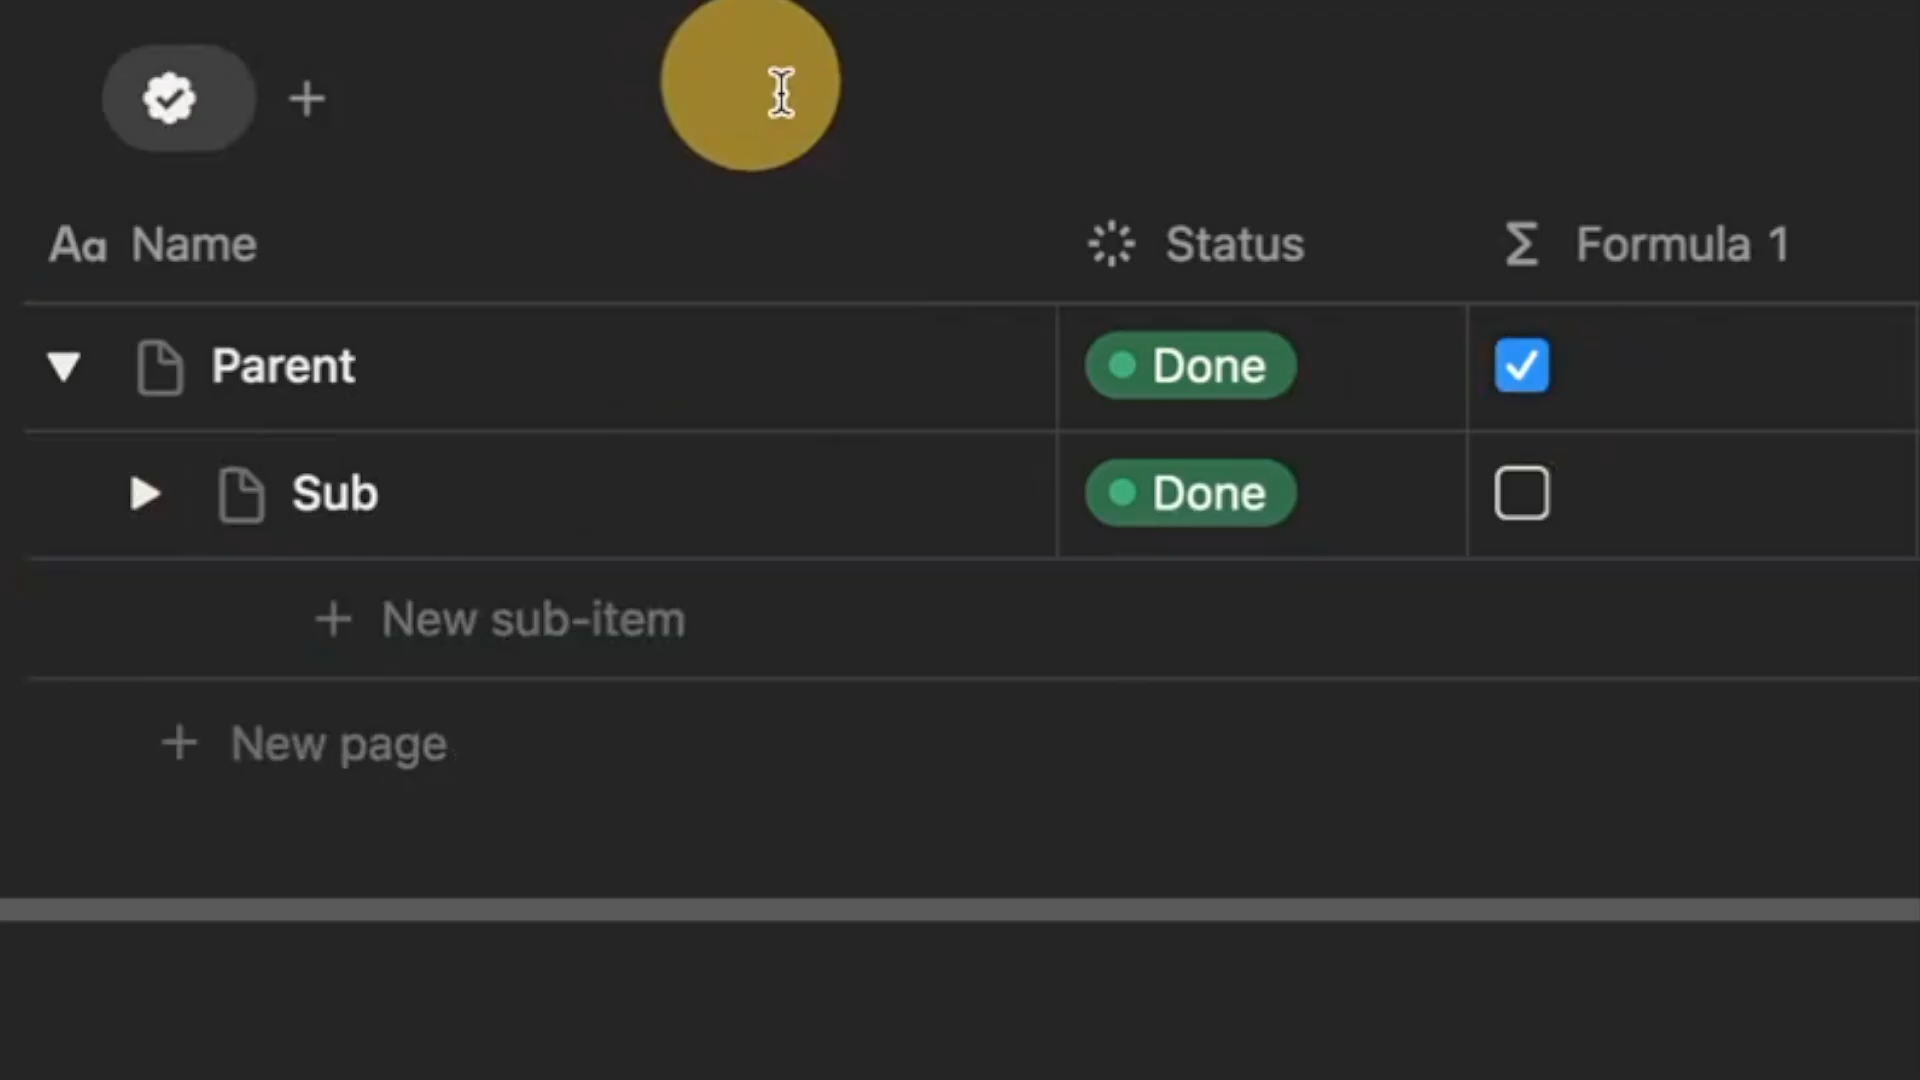 Aa Name Status Σ Formula 1
Parent Done
Sub Done
+ New sub-item
+ New page